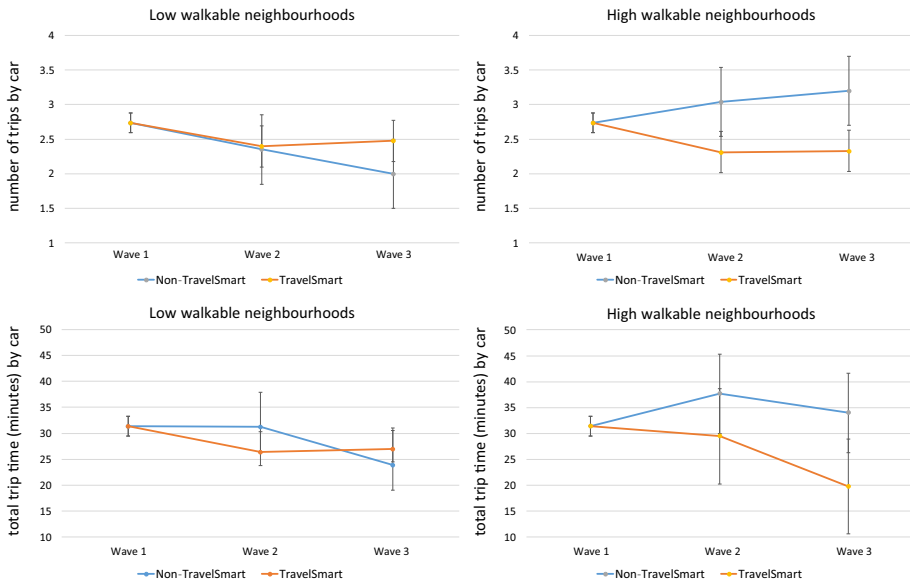 Low walkable neighbourhoods
number of trips by car
4
3.5
3
2.5
2
1.5
1
Wave 1 Wave 2 Wave 3
Non-TravelSmart TravelSmart
High walkable neighbourhoods
number of trips by car
4
3.5
3
2.5
2
1.5
1
Wave 1 Wave 2 Wave 3
Non-TravelSmart TravelSmart
Low walkable neighbourhoods
total trip time (minutes) by car
50
45
40
35
30
25
20
15
10
Wave 1 Wave 2 Wave 3
Non-TravelSmart TravelSmart
High walkable neighbourhoods
total trip time (minutes) by car
50
45
40
35
30
25
20
15
10
Wave 1 Wave 2 Wave 3
Non-TravelSmart TravelSmart